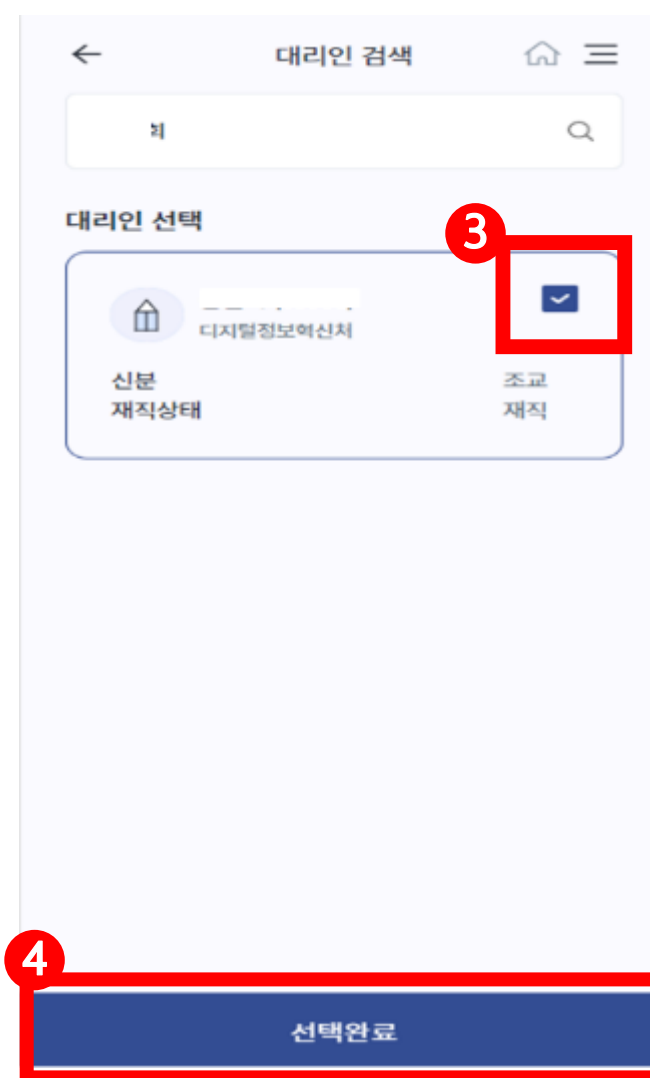 대리인 검색
대리인 선택
3
디지털정보혁신처
신분 조교
재직상태 재직
4
선택완료